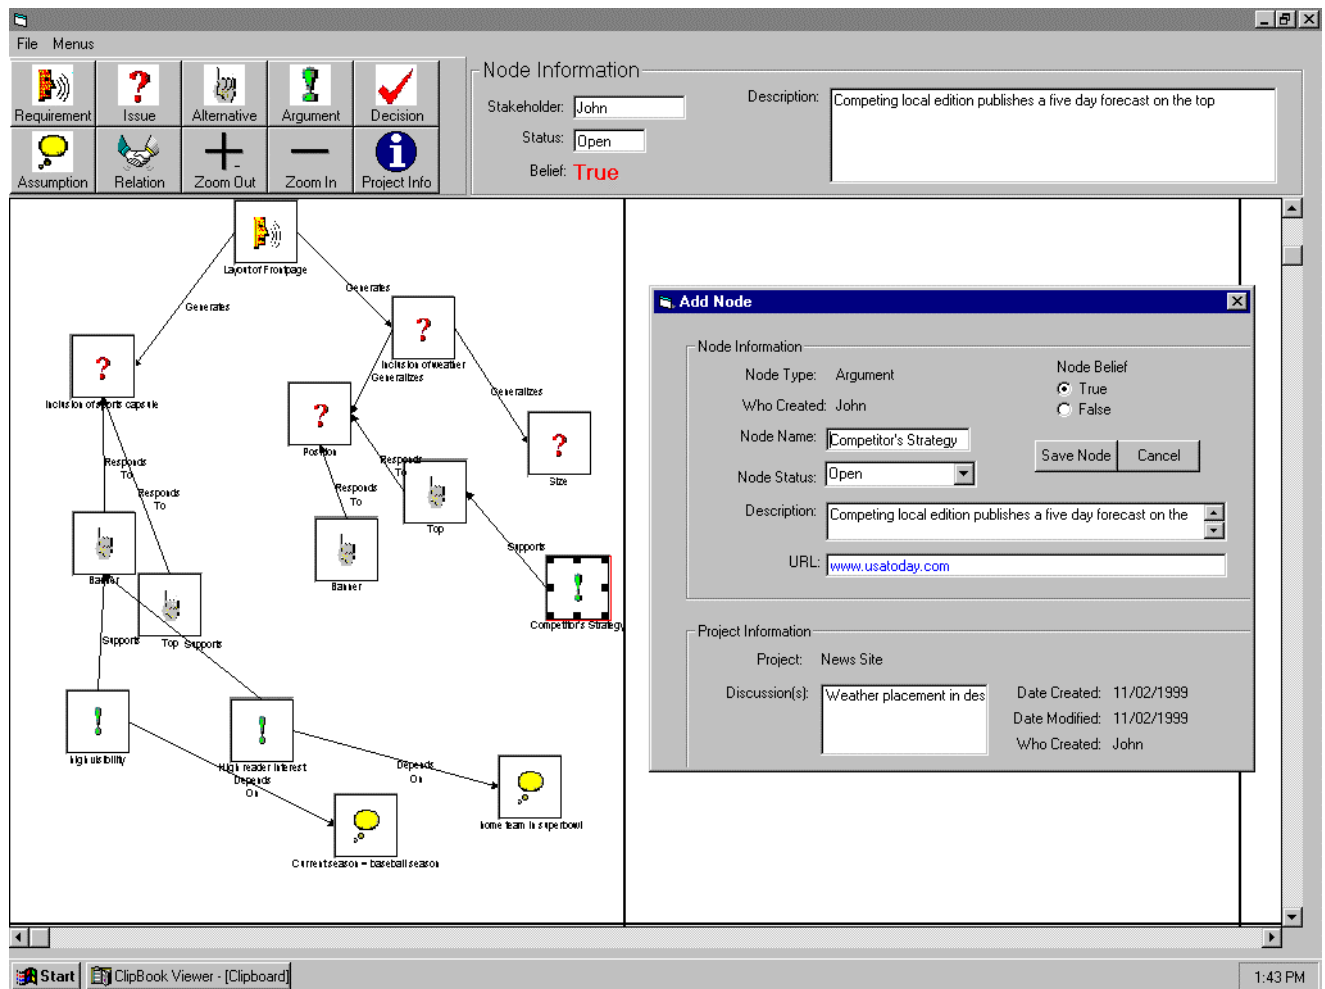 File Menus
Requirement Issue Alternative Argument Decision
Assumption Relation Zoom Out Zoom In Project Info
Node Information
Stakeholder: John
Status: Open
Belief: True
Description: Competing local edition publishes a five day forecast on the top
Layout of Frontpage
Generates
Generates
Inclusion of weather
Inclusion of sports capsule
Generalizes
Generalizes
Position
Size
Responds
To
Responds
To
Responds
To
Responds
To
Top
Banner
Supports
Competitor's Strategy
Banner
Top
Supports
Supports
high visibility
High reader interest
Depends
On
Depends
On
home team in superbowl
Current season = baseball season
Add Node
Node Information
Node Type: Argument
Who Created: John
Node Name: Competitor's Strategy
Node Status: Open
Node Belief
True
False
Save Node Cancel
Description: Competing local edition publishes a five day forecast on the
URL: www.usatoday.com
Project Information
Project: News Site
Discussion(s): Weather placement in des
Date Created: 11/02/1999
Date Modified: 11/02/1999
Who Created: John
Start ClipBook Viewer - [Clipboard] 1:43 PM